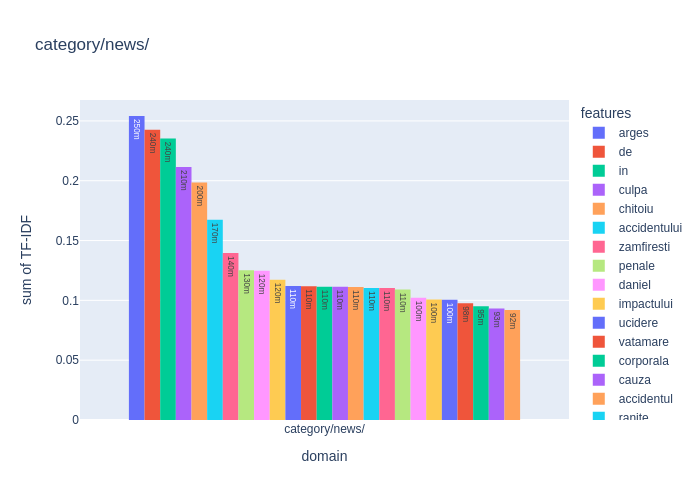 category/news/
features
arges
de
in
culpa
chitoiu
accidentului
zamfiresti
penale
daniel
impactului
ucidere
vatamare
corporala
cauza
accidentul
ranite
sum of TF-IDF
0.25
0.2
0.15
0.1
0.05
0
250m
240m
240m
210m
200m
170m
140m
130m
120m
120m
110m
110m
110m
110m
110m
110m
110m
110m
100m
100m
100m
98m
95m
93m
92m
category/news/
domain